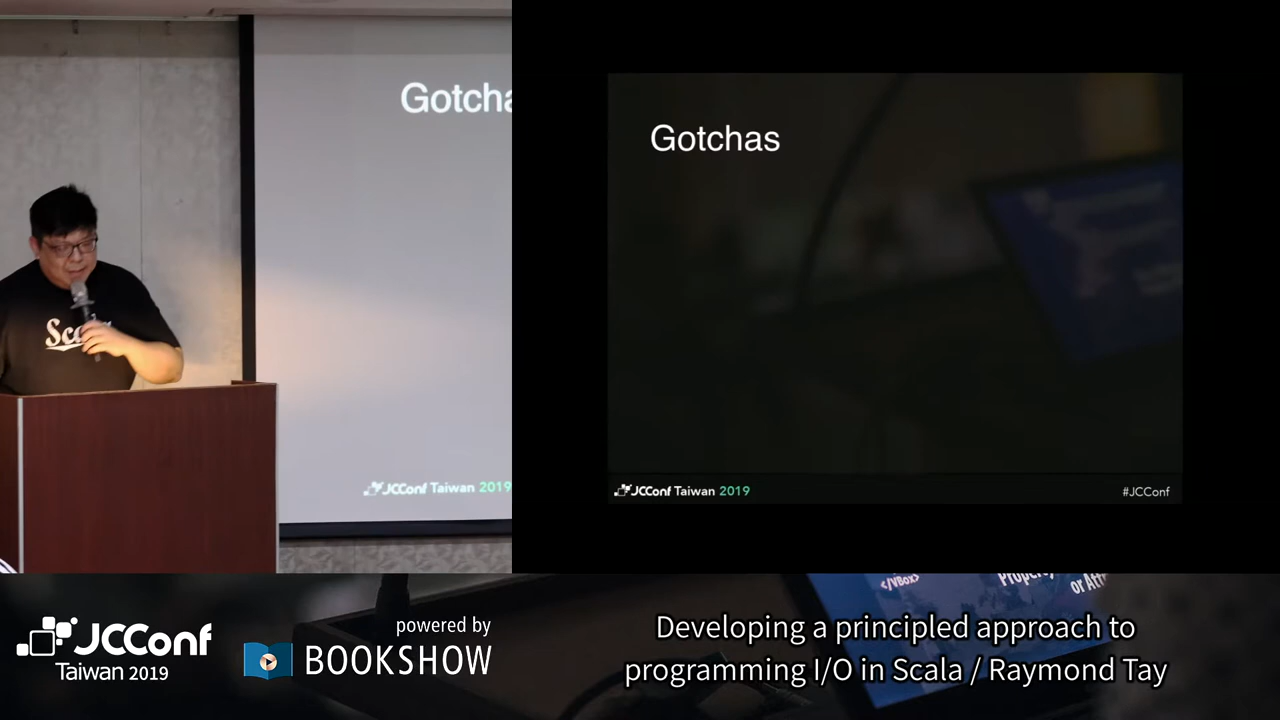 Gotcha
JCConf Taiwan 2019
Gotchas
JCConf Taiwan 2019
#JCConf
</VBox>
JCConf
Taiwan 2019
powered by
BOOKSHOW
Developing a principled approach to
programming I/O in Scala / Raymond Tay